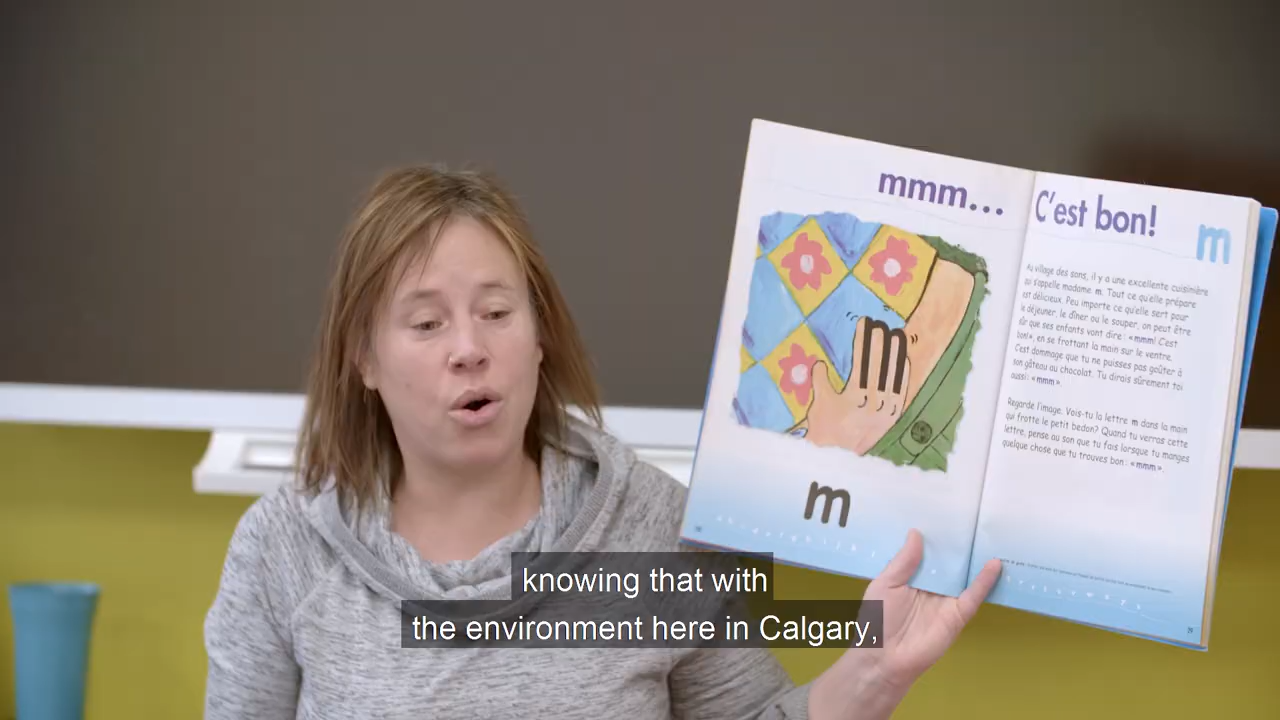 mmm...
m
m
C'est bon!
m
Au village des sons, il y a une excellente cuisinière
qui s'appelle madame m. Tout ce qu'elle prépare
est délicieux. Peu importe ce qu'elle sert pour
le déjeuner, le dîner ou le souper, on peut être
sûr que ses enfants vont dire : «mmm! C'est
bon!», en se frottant la main sur le ventre.
C'est dommage que tu ne puisses pas goûter à
son gâteau au chocolat. Tu dirais sûrement toi
aussi : «mmm».
Regarde l'image. Vois-tu la lettre m dans la main
qui frotte le petit bedon? Quand tu verras cette
lettre, pense au son que tu fais lorsque tu manges
quelque chose que tu trouves bon : «mmm».
knowing that with
the environment here in Calgary,